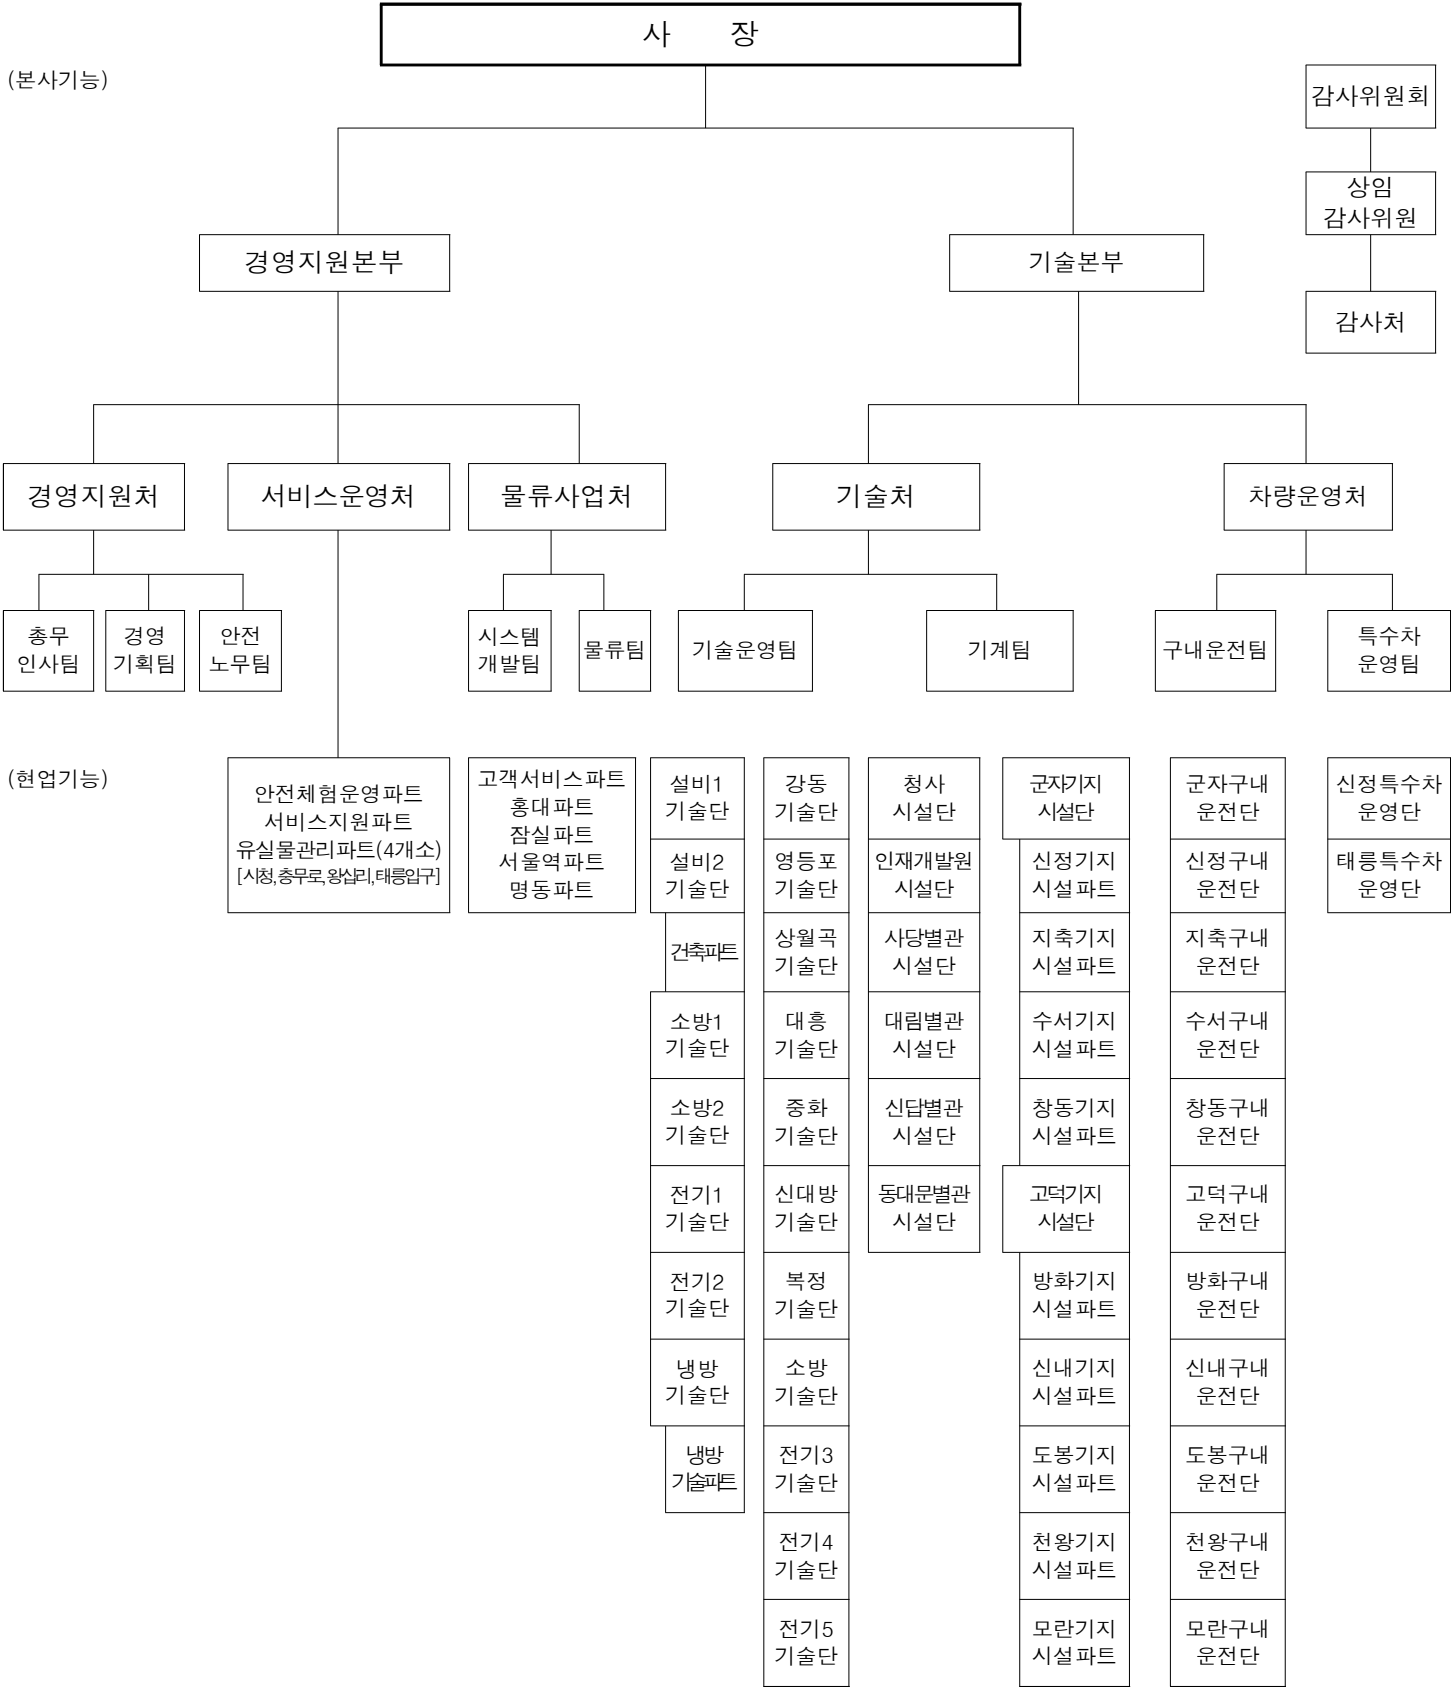 사 장
(본사기능)
감사위원회
상임
감사위원
감사처
경영지원본부
기술본부
경영지원처
서비스운영처
물류사업처
기술처
차량운영처
총무
인사팀
경영
기획팀
안전
노무팀
시스템
개발팀
물류팀
기술운영팀
기계팀
구내운전팀
특수차
운영팀
(현업기능)
안전체험운영파트
서비스지원파트
유실물관리파트(4개소)
[시청,충무로,왕십리,태릉입구]
고객서비스파트
홍대파트
잠실파트
서울역파트
명동파트
설비1
기술단
설비2
기술단
건축파트
소방1
기술단
소방2
기술단
전기1
기술단
전기2
기술단
냉방
기술단
냉방
기술파트
강동
기술단
영등포
기술단
상월곡
기술단
대흥
기술단
중화
기술단
신대방
기술단
복정
기술단
소방
기술단
전기3
기술단
전기4
기술단
전기5
기술단
청사
시설단
인재개발원
시설단
사당별관
시설단
대림별관
시설단
신답별관
시설단
동대문별관
시설단
군자기지
시설단
신정기지
시설파트
지축기지
시설파트
수서기지
시설파트
창동기지
시설파트
고덕기지
시설단
방화기지
시설파트
신내기지
시설파트
도봉기지
시설파트
천왕기지
시설파트
모란기지
시설파트
군자구내
운전단
신정구내
운전단
지축구내
운전단
수서구내
운전단
창동구내
운전단
고덕구내
운전단
방화구내
운전단
신내구내
운전단
도봉구내
운전단
천왕구내
운전단
모란구내
운전단
신정특수차
운영단
태릉특수차
운영단